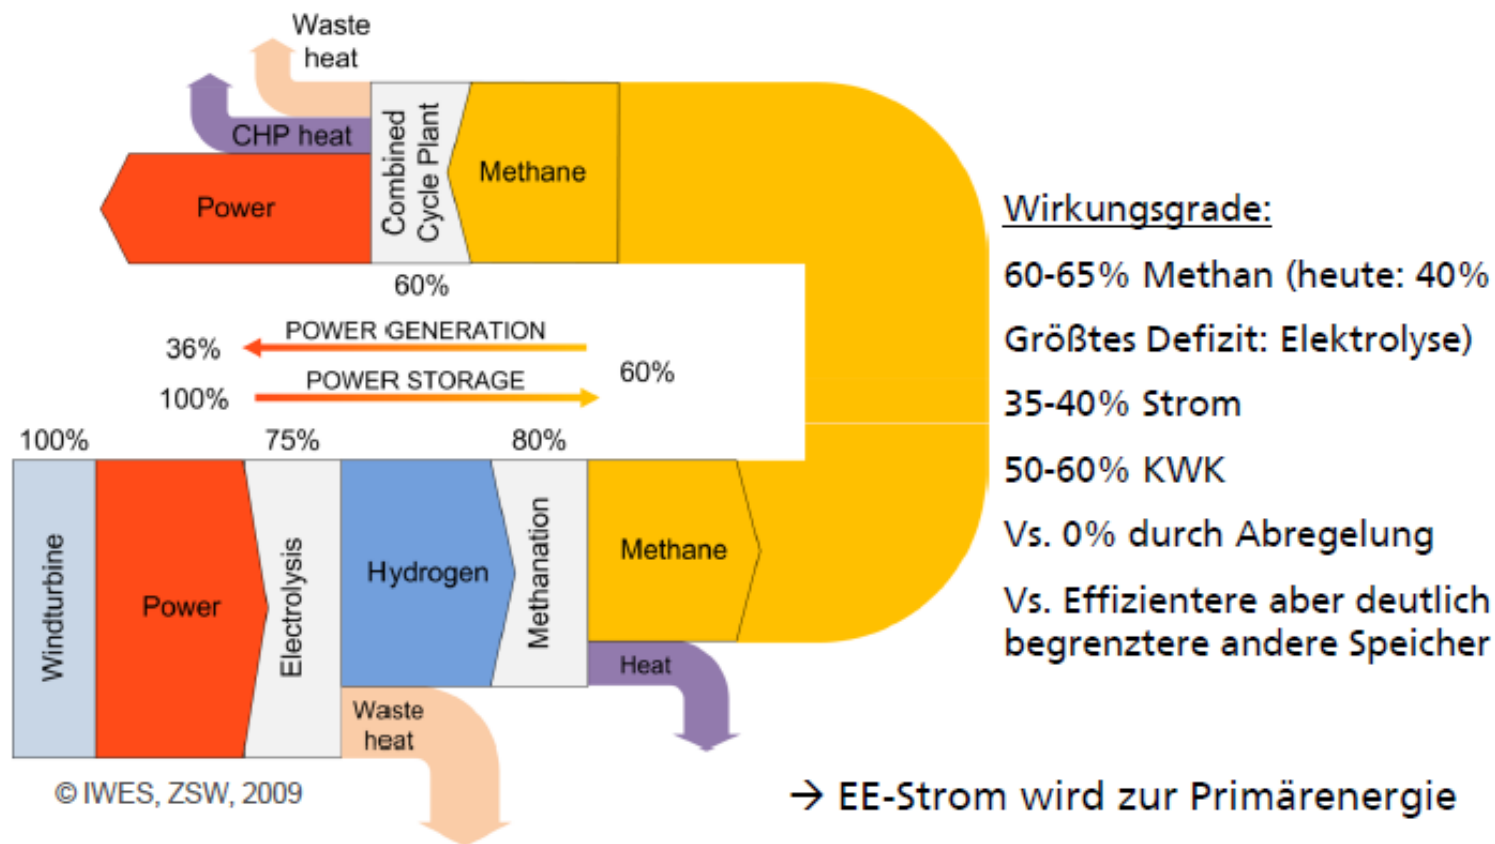 Waste
heat
CHP heat
Combined
Cycle Plant
Methane
Power
60%
POWER GENERATION
36%
60%
POWER STORAGE
100%
100%
75%
80%
Windturbine
Power
Electrolysis
Hydrogen
Methanation
Methane
Heat
Waste
heat
© IWES, ZSW, 2009
Wirkungsgrade:
60-65% Methan (heute: 40%
Größtes Defizit: Elektrolyse)
35-40% Strom
50-60% KWK
Vs. 0% durch Abregelung
Vs. Effizientere aber deutlich
begrenztere andere Speicher
→ EE-Strom wird zur Primärenergie